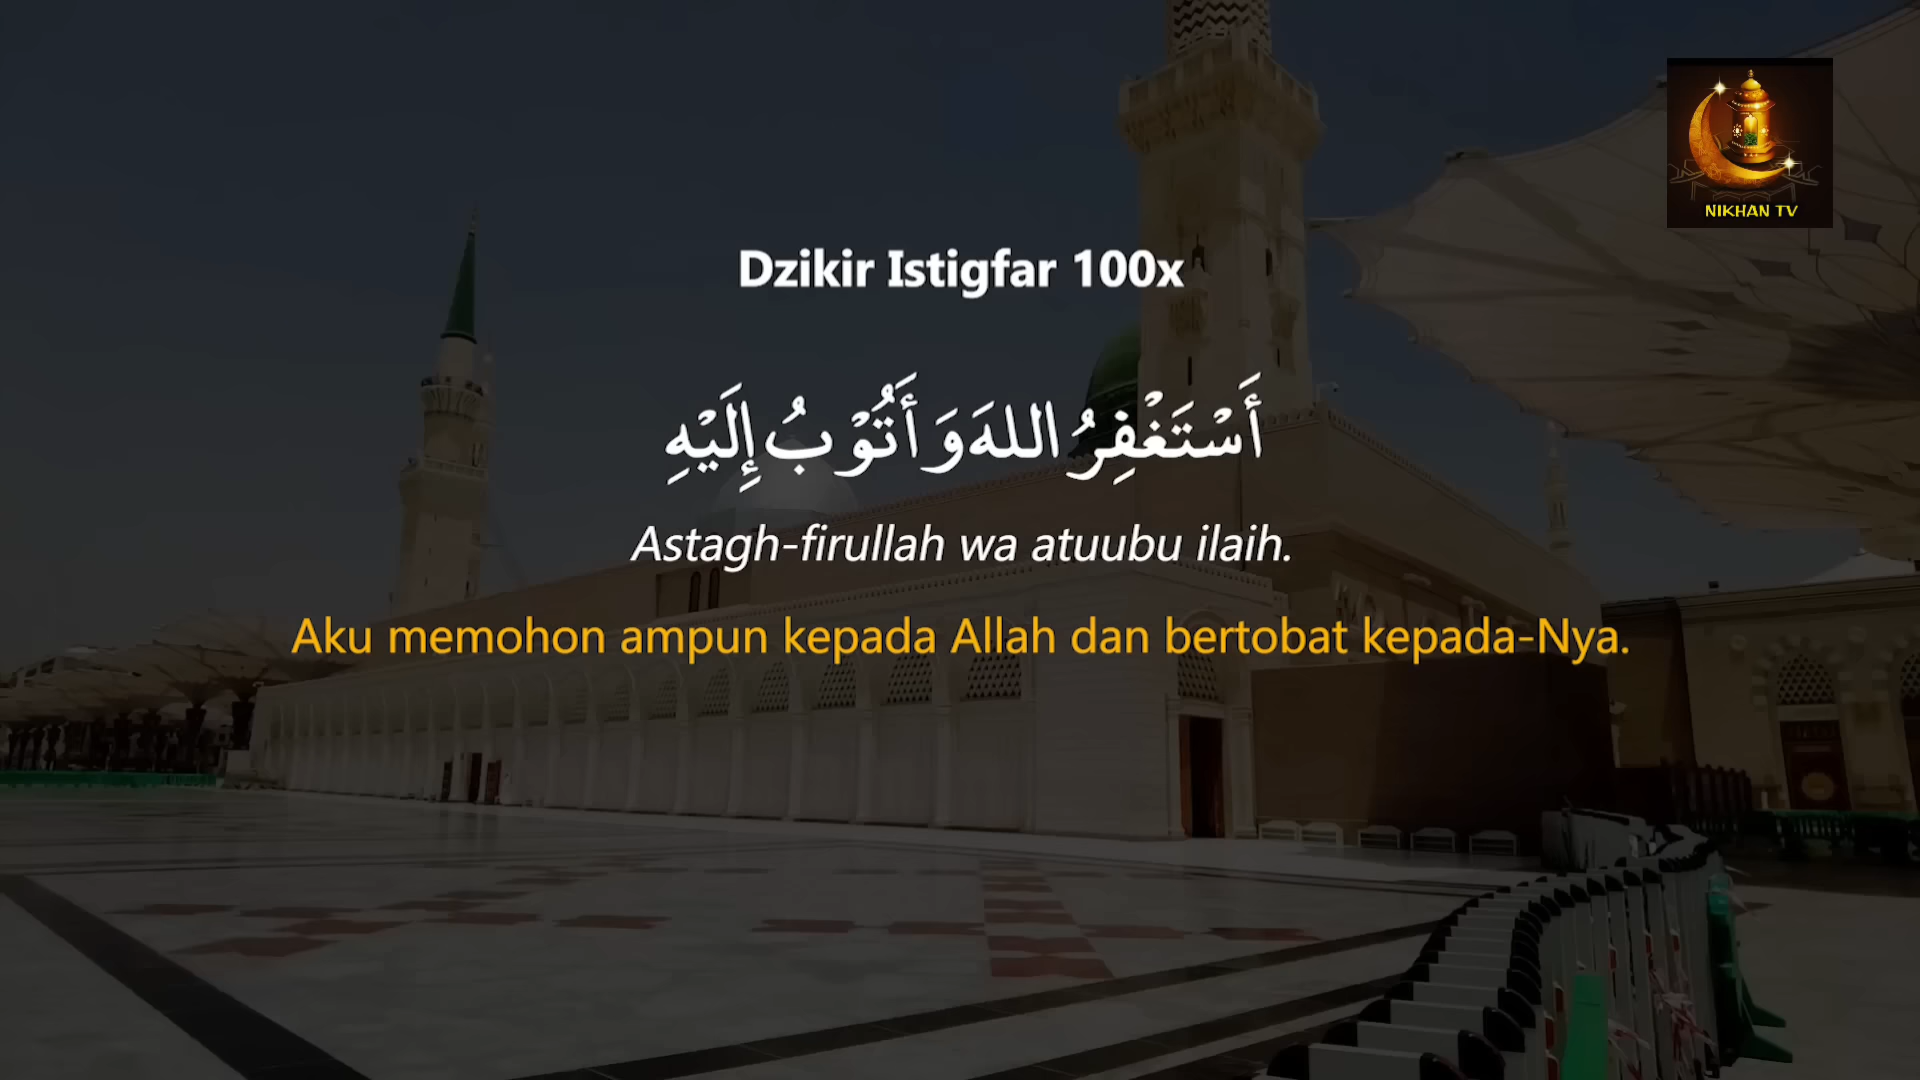 NIKHAN TV
Dzikir Istigfar 100x
أَسْتَغْفِرُ اللهَ وَ أَتُوْبُ إِلَيْهِ
Astagh-firullah wa atuubu ilaih.
Aku memohon ampun kepada Allah dan bertobat kepada-Nya.